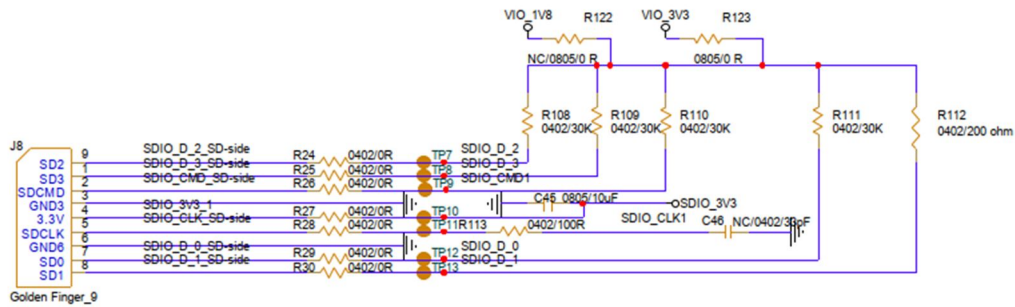 VIO_1V8 R122 VIO_3V3 R123
NC/0805/0 R 0805/0 R
R108 R109 R110 R111 R112
0402/30K 0402/30K 0402/30K 0402/30K 0402/200 ohm
J8
SD2 9 SDIO_D_2_SD-side R24 0402/0R TP7 SDIO_D_2
SD3 1 SDIO_D_3_SD-side R25 0402/0R TP8 SDIO_D_3
SDCMD 2 SDIO_CMD_SD-side R26 0402/0R TP9 SDIO_CMD1
GND3 3 C45 0805/10uF SDIO_3V3
3.3V 4 SDIO_3V3_1 R27 0402/0R TP10 SDIO_CLK1
SDCLK 5 SDIO_CLK_SD-side R28 0402/0R TP11 R113 0402/100R C46 NC/0402/33pF
GND6 6
SD0 7 SDIO_D_0_SD-side R29 0402/0R TP12 SDIO_D_0
SD1 8 SDIO_D_1_SD-side R30 0402/0R TP13 SDIO_D_1
Golden Finger_9